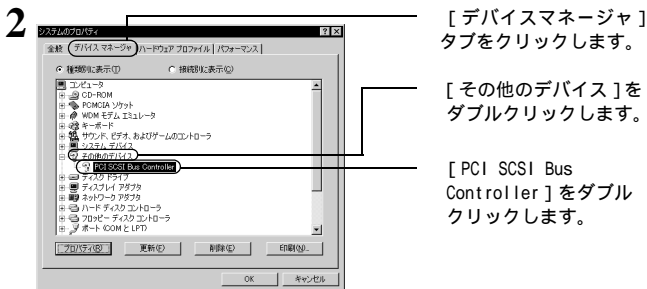 2
システムのプロパティ
全般 デバイス マネージャ ハードウェア プロファイル パフォーマンス
種類別に表示(T) 接続別に表示(C)
コンピュータ
CD-ROM
PCMCIA ソケット
WDM モデム エミュレータ
キーボード
サウンド、ビデオ、およびゲームのコントローラ
システム デバイス
その他のデバイス
PCI SCSI Bus Controller
ディスク ドライブ
ディスプレイ アダプタ
ネットワーク アダプタ
ハード ディスク コントローラ
フロッピー ディスク コントローラ
ポート (COM と LPT)
プロパティ(R) 更新(F) 削除(E) 印刷(N)...
OK キャンセル
[デバイスマネージャ]
タブをクリックします。
[その他のデバイス]を
ダブルクリックします。
[PCI SCSI Bus
Controller]をダブル
クリックします。